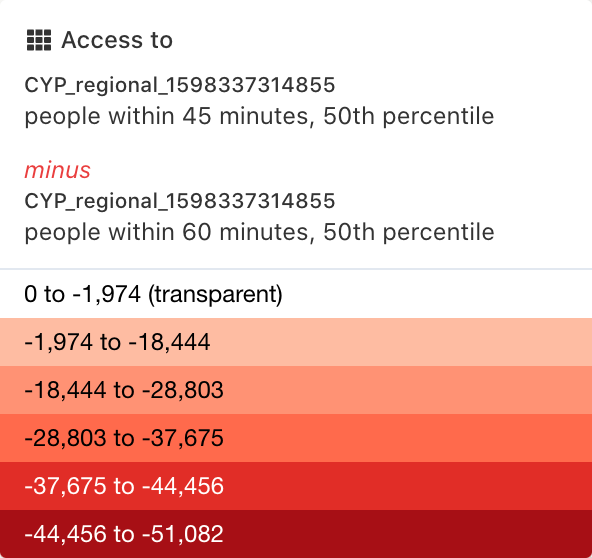 Access to
CYP_regional_1598337314855
people within 45 minutes, 50th percentile
minus
CYP_regional_1598337314855
people within 60 minutes, 50th percentile
0 to -1,974 (transparent)
-1,974 to -18,444
-18,444 to -28,803
-28,803 to -37,675
-37,675 to -44,456
-44,456 to -51,082